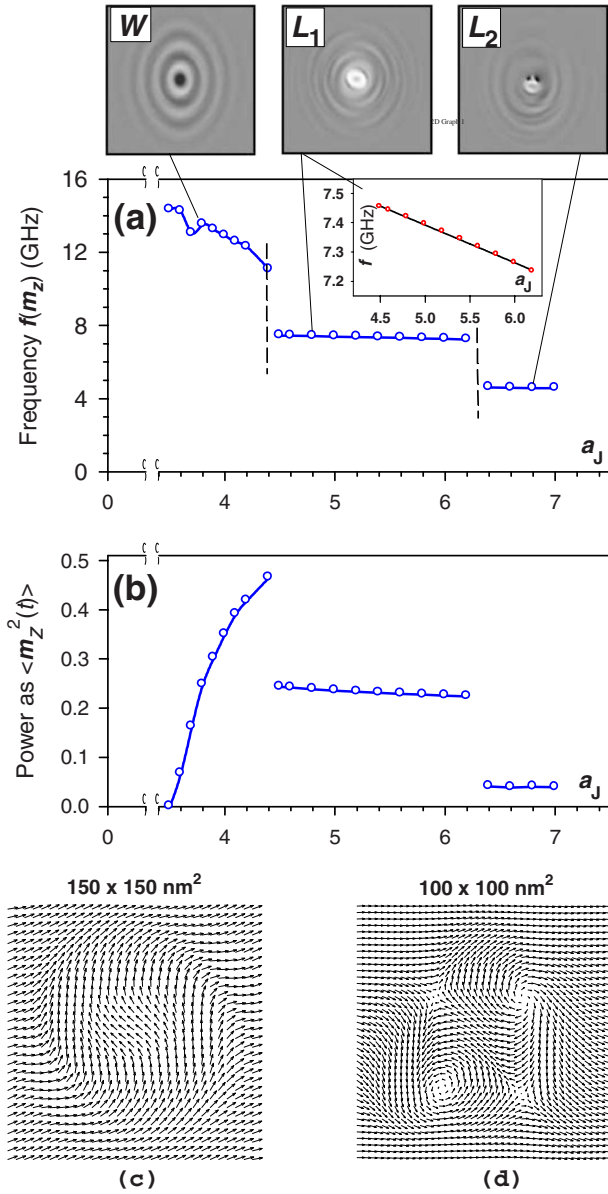 W
L1
L2
2D Graph 1
(a)
Frequency f(mz) (GHz)
16
12
8
4
0
f (GHz)
7.5
7.4
7.3
7.2
aJ
4.5 5.0 5.5 6.0
aJ
0 4 5 6 7
(b)
Power as <mZ2(t)>
0.5
0.4
0.3
0.2
0.1
0.0
aJ
0 4 5 6 7
150 x 150 nm2
100 x 100 nm2
(c)
(d)